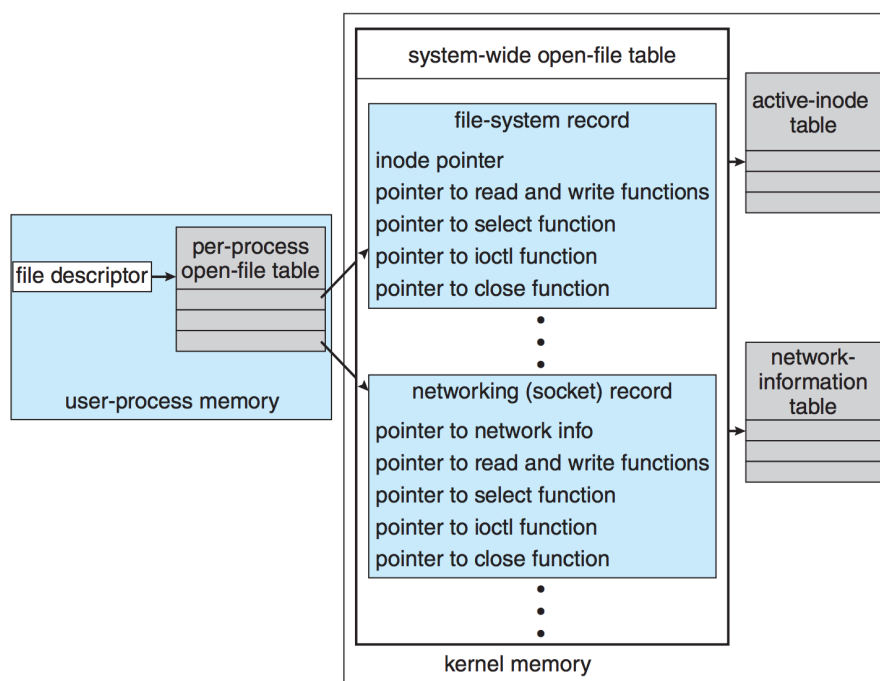 system-wide open-file table
file-system record
inode pointer
pointer to read and write functions
pointer to select function
pointer to ioctl function
pointer to close function
active-inode
table
per-process
open-file table
file descriptor
user-process memory
networking (socket) record
pointer to network info
pointer to read and write functions
pointer to select function
pointer to ioctl function
pointer to close function
network-
information
table
kernel memory